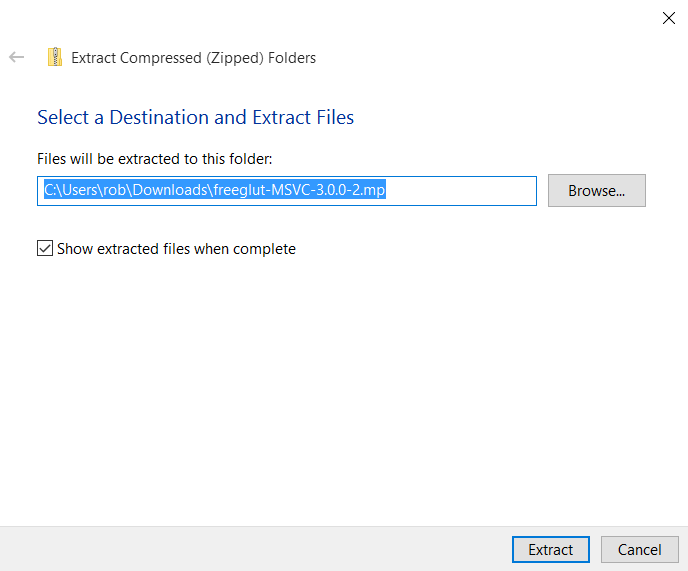 Extract Compressed (Zipped) Folders
Select a Destination and Extract Files
Files will be extracted to this folder:
C:\Users\rob\Downloads\freeglut-MSVC-3.0.0-2.mp
Browse...
Show extracted files when complete
Extract
Cancel